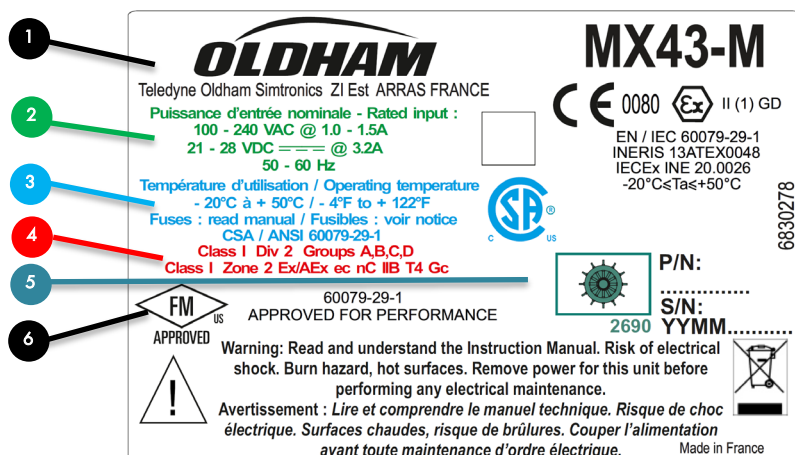 1
OLDHAM
MX43-M
Teledyne Oldham Simtronics ZI Est ARRAS FRANCE
2
Puissance d'entrée nominale - Rated input :
100 - 240 VAC @ 1.0 - 1.5A
21 - 28 VDC @ 3.2A
50 - 60 Hz
CE 0080 Ex II (1) GD
EN / IEC 60079-29-1
INERIS 13ATEX0048
IECEx INE 20.0026
-20°C≤Ta≤+50°C
6830278
3
Température d'utilisation / Operating temperature
- 20°C à + 50°C / - 4°F to + 122°F
Fuses : read manual / Fusibles : voir notice
CSA / ANSI 60079-29-1
CSA ®
C US
4
Class I Div 2 Groups A,B,C,D
Class I Zone 2 Ex/AEx ec nC IIB T4 Gc
5
P/N:
...............
S/N:
2690 YYMM...........
6
FM US
APPROVED
60079-29-1
APPROVED FOR PERFORMANCE
Warning: Read and understand the Instruction Manual. Risk of electrical
shock. Burn hazard, hot surfaces. Remove power for this unit before
performing any electrical maintenance.
!
Avertissement : Lire et comprendre le manuel technique. Risque de choc
électrique. Surfaces chaudes, risque de brûlures. Couper l'alimentation
avant toute maintenance d'ordre électrique.
Made in France